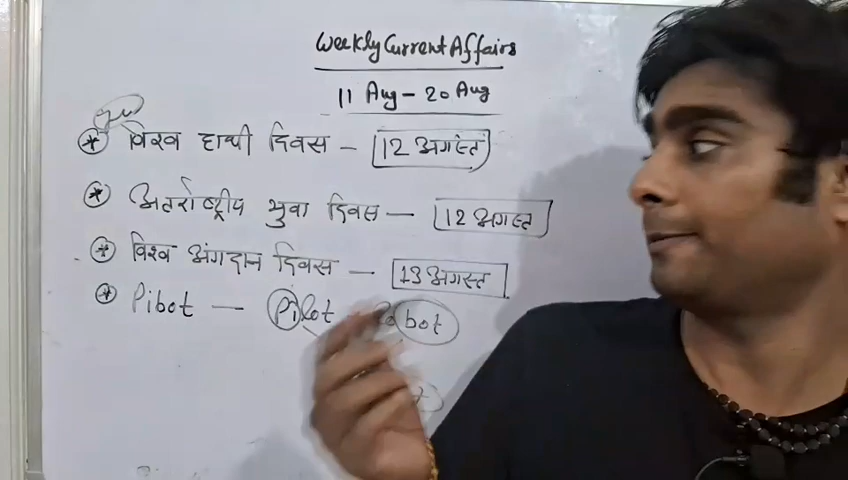 Weekly Current Affairs
11 Aug - 20 Aug
विश्व हाथी दिवस - 12 अगस्त
अंतर्राष्ट्रीय युवा दिवस - 12 अगस्त
विश्व अंगदान दिवस - 13 अगस्त
Pibot - Pilot bot